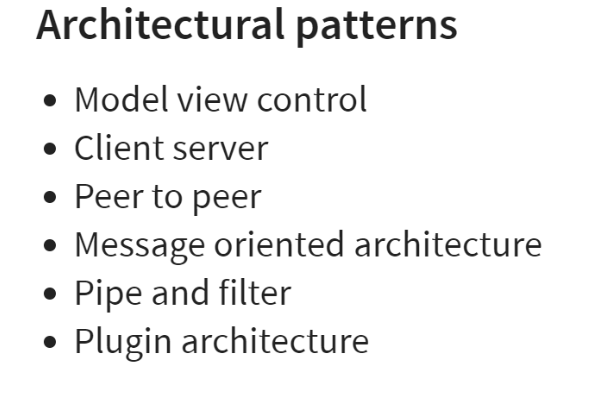 Architectural patterns
• Model view control
• Client server
• Peer to peer
• Message oriented architecture
• Pipe and filter
• Plugin architecture